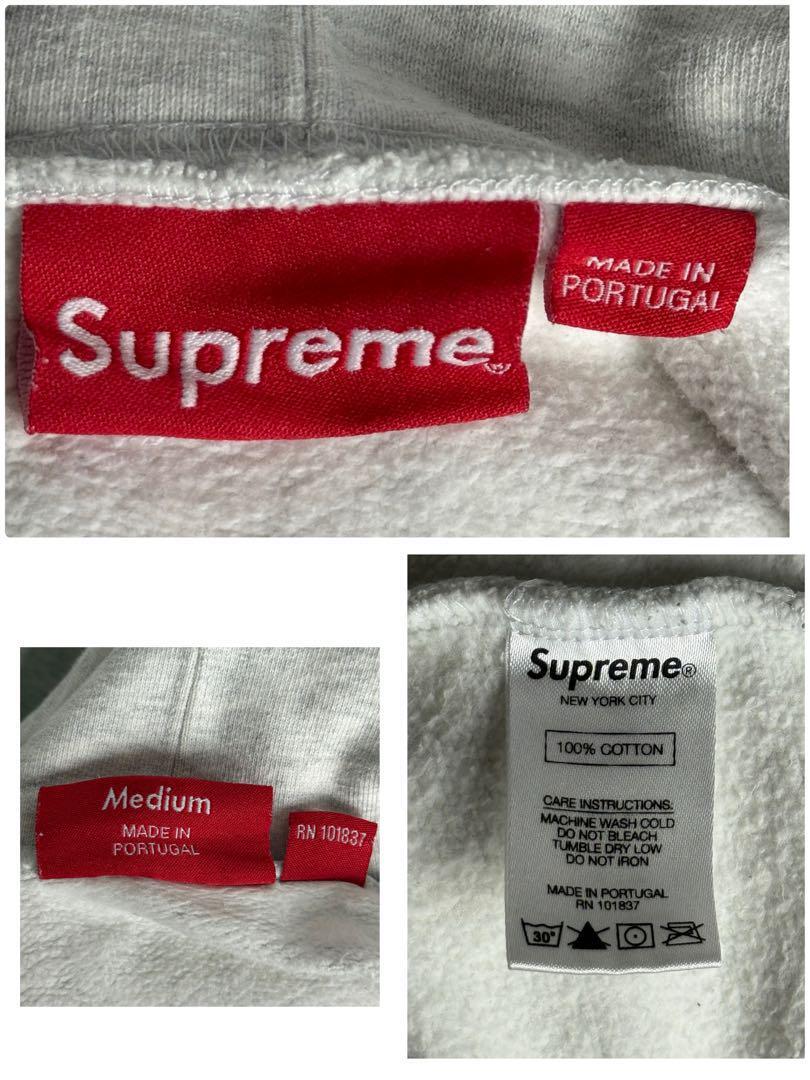 Supreme®
MADE IN
PORTUGAL
Medium
MADE IN
PORTUGAL
RN 101837
Supreme®
NEW YORK CITY
100% COTTON
CARE INSTRUCTIONS:
MACHINE WASH COLD
DO NOT BLEACH
TUMBLE DRY LOW
DO NOT IRON
MADE IN PORTUGAL
RN 101837
30°